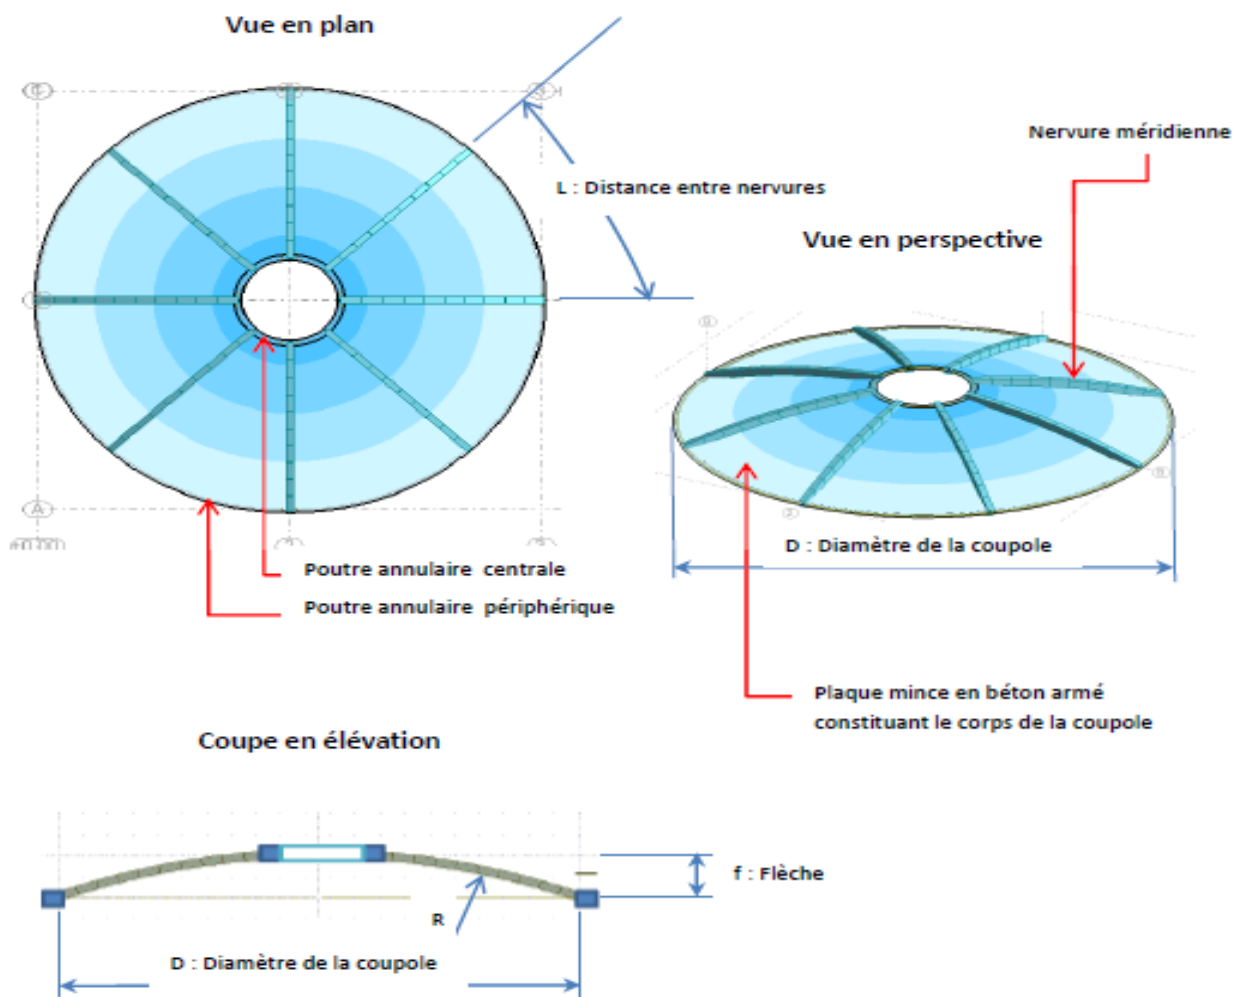 Vue en plan
Nervure méridienne
L : Distance entre nervures
Vue en perspective
A
D : Diamètre de la coupole
Poutre annulaire centrale
Poutre annulaire périphérique
Plaque mince en béton armé
constituant le corps de la coupole
Coupe en élévation
f : Flèche
R
D : Diamètre de la coupole